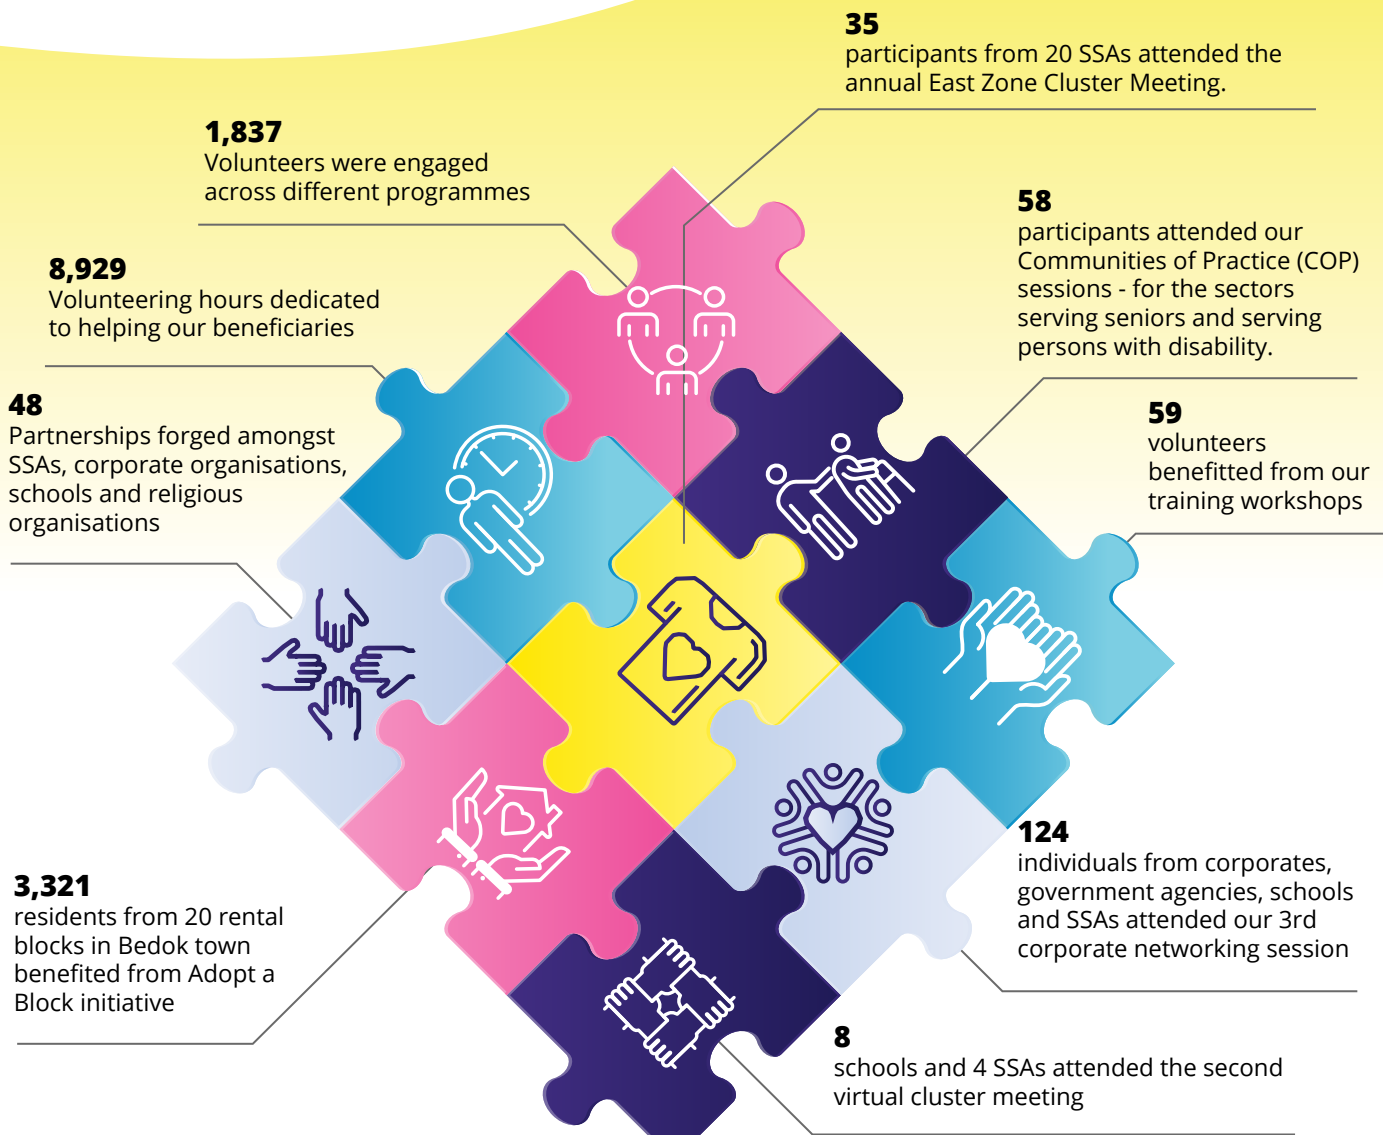 35
participants from 20 SSAs attended the
annual East Zone Cluster Meeting.
1,837
Volunteers were engaged
across different programmes
58
participants attended our
Communities of Practice (COP)
sessions - for the sectors
serving seniors and serving
persons with disability.
8,929
Volunteering hours dedicated
to helping our beneficiaries
48
Partnerships forged amongst
SSAs, corporate organisations,
schools and religious
organisations
59
volunteers
benefitted from our
training workshops
124
individuals from corporates,
government agencies, schools
and SSAs attended our 3rd
corporate networking session
3,321
residents from 20 rental
blocks in Bedok town
benefited from Adopt a
Block initiative
8
schools and 4 SSAs attended the second
virtual cluster meeting